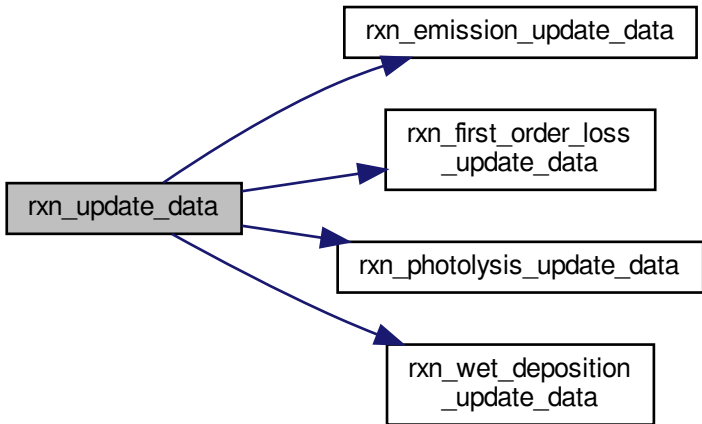 rxn_emission_update_data
rxn_first_order_loss
_update_data
rxn_update_data
rxn_photolysis_update_data
rxn_wet_deposition
_update_data